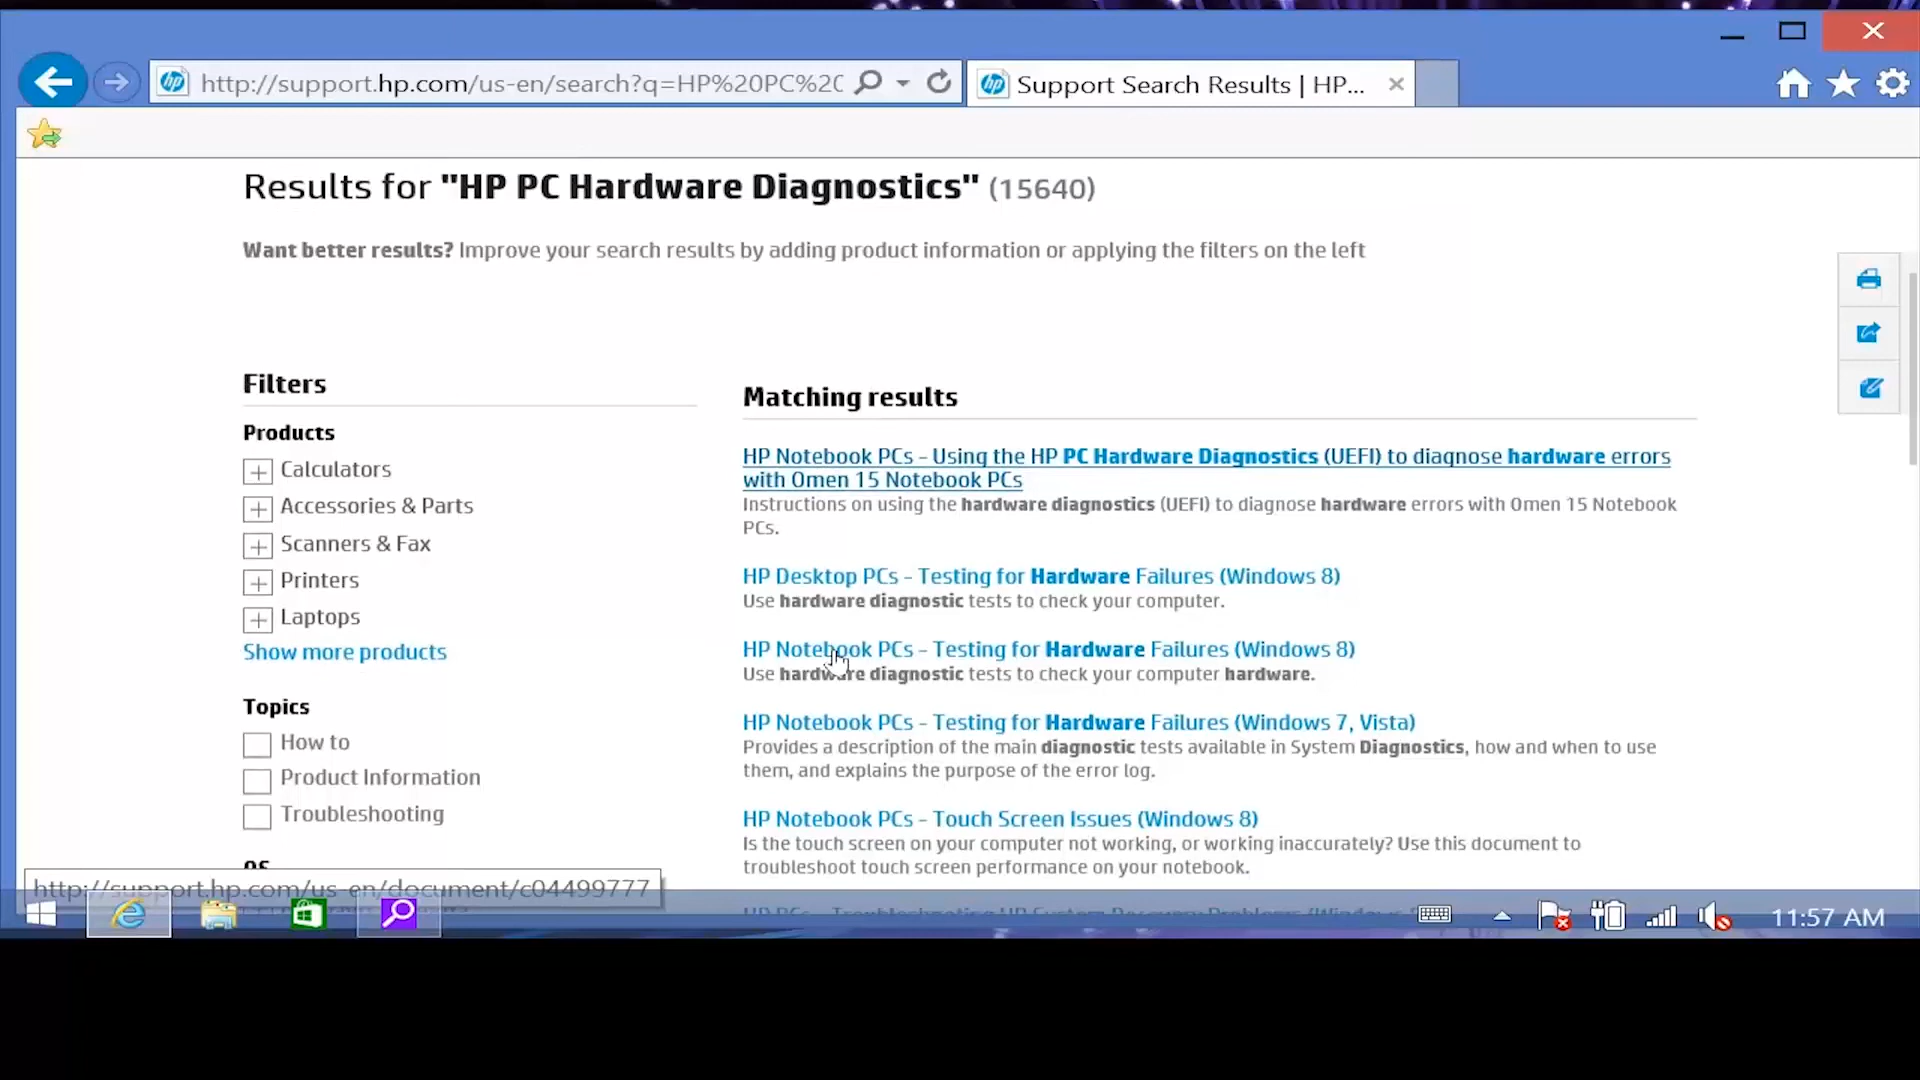 http://support.hp.com/us-en/search?q=HP%20PC%2C
Support Search Results | HP...
Results for "HP PC Hardware Diagnostics" (15640)
Want better results? Improve your search results by adding product information or applying the filters on the left
Filters
Products
Calculators
Accessories & Parts
Scanners & Fax
Printers
Laptops
Show more products
Topics
How to
Product Information
Troubleshooting
OS
Matching results
HP Notebook PCs - Using the HP PC Hardware Diagnostics (UEFI) to diagnose hardware errors
with Omen 15 Notebook PCs
Instructions on using the hardware diagnostics (UEFI) to diagnose hardware errors with Omen 15 Notebook
PCs.
HP Desktop PCs - Testing for Hardware Failures (Windows 8)
Use hardware diagnostic tests to check your computer.
HP Notebook PCs - Testing for Hardware Failures (Windows 8)
Use hardware diagnostic tests to check your computer hardware.
HP Notebook PCs - Testing for Hardware Failures (Windows 7, Vista)
Provides a description of the main diagnostic tests available in System Diagnostics, how and when to use
them, and explains the purpose of the error log.
HP Notebook PCs - Touch Screen Issues (Windows 8)
Is the touch screen on your computer not working, or working inaccurately? Use this document to
troubleshoot touch screen performance on your notebook.
HP PCs - Troubleshooting HP System Recovery Problems (Windows
http://support.hp.com/us-en/document/c04499777
11:57 AM